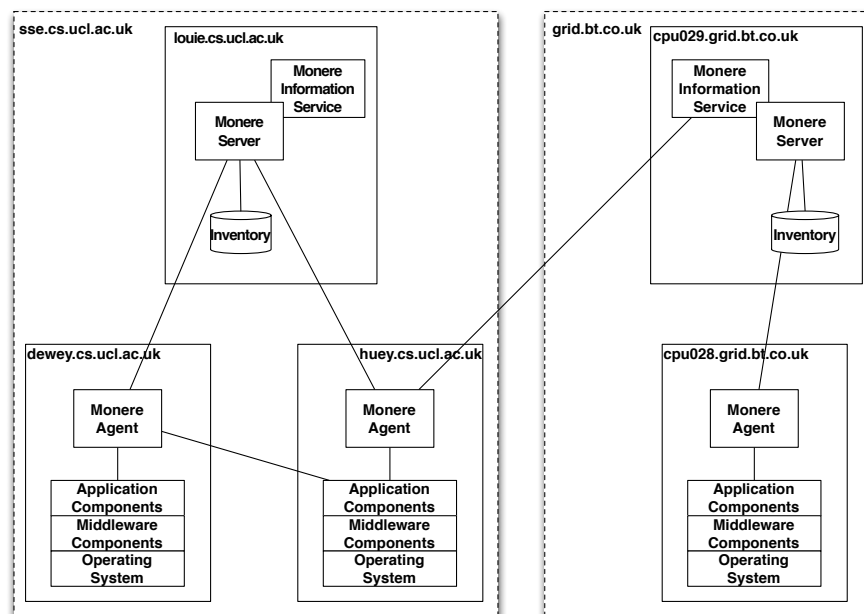 sse.cs.ucl.ac.uk
louie.cs.ucl.ac.uk
Monere
Information
Service
Monere
Server
Inventory
dewey.cs.ucl.ac.uk
Monere
Agent
Application
Components
Middleware
Components
Operating
System
huey.cs.ucl.ac.uk
Monere
Agent
Application
Components
Middleware
Components
Operating
System
grid.bt.co.uk
cpu029.grid.bt.co.uk
Monere
Information
Service
Monere
Server
Inventory
cpu028.grid.bt.co.uk
Monere
Agent
Application
Components
Middleware
Components
Operating
System